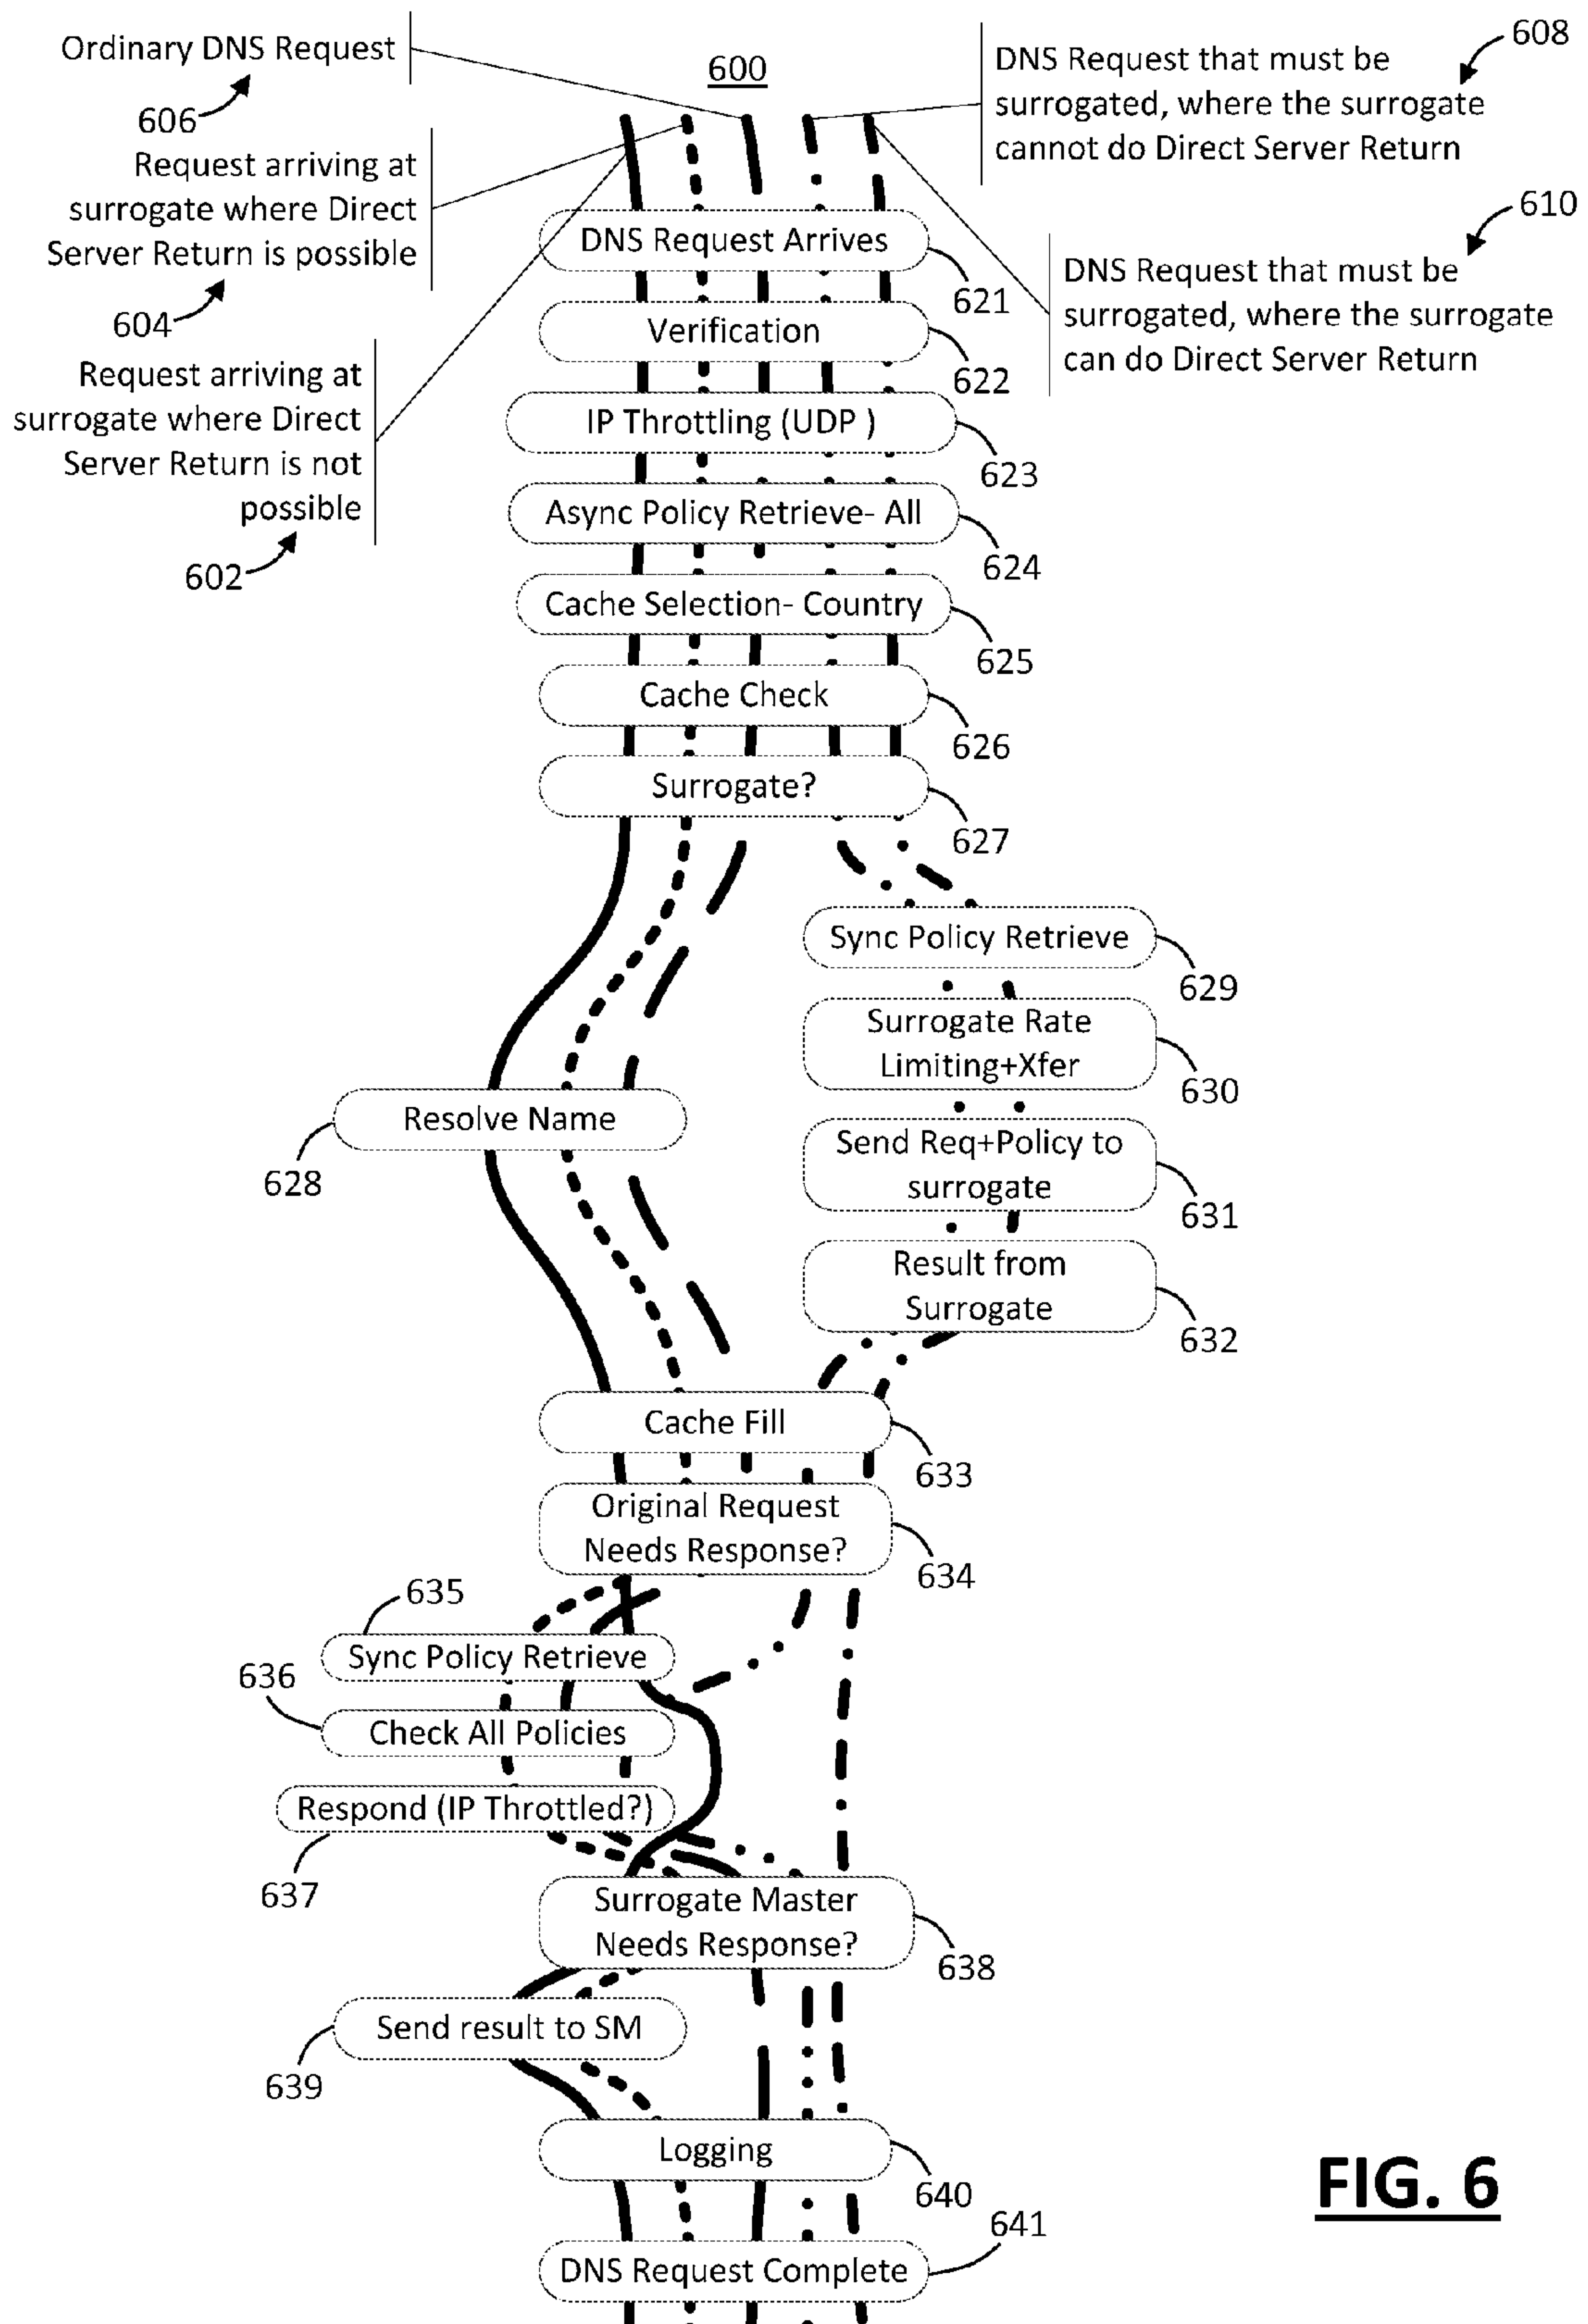 Ordinary DNS Request
606
600
608
DNS Request that must be
surrogated, where the surrogate
cannot do Direct Server Return
Request arriving at
surrogate where Direct
Server Return is possible
604
610
DNS Request that must be
surrogated, where the surrogate
can do Direct Server Return
Request arriving at
surrogate where Direct
Server Return is not
possible
602
DNS Request Arrives
621
Verification
622
IP Throttling (UDP )
623
Async Policy Retrieve- All
624
Cache Selection- Country
625
Cache Check
626
Surrogate?
627
Sync Policy Retrieve
629
Surrogate Rate
Limiting+Xfer
630
Resolve Name
628
Send Req+Policy to
surrogate
631
Result from
Surrogate
632
Cache Fill
633
Original Request
Needs Response?
634
635
Sync Policy Retrieve
636
Check All Policies
Respond (IP Throttled?)
637
Surrogate Master
Needs Response?
638
Send result to SM
639
Logging
640
641
DNS Request Complete
FIG. 6